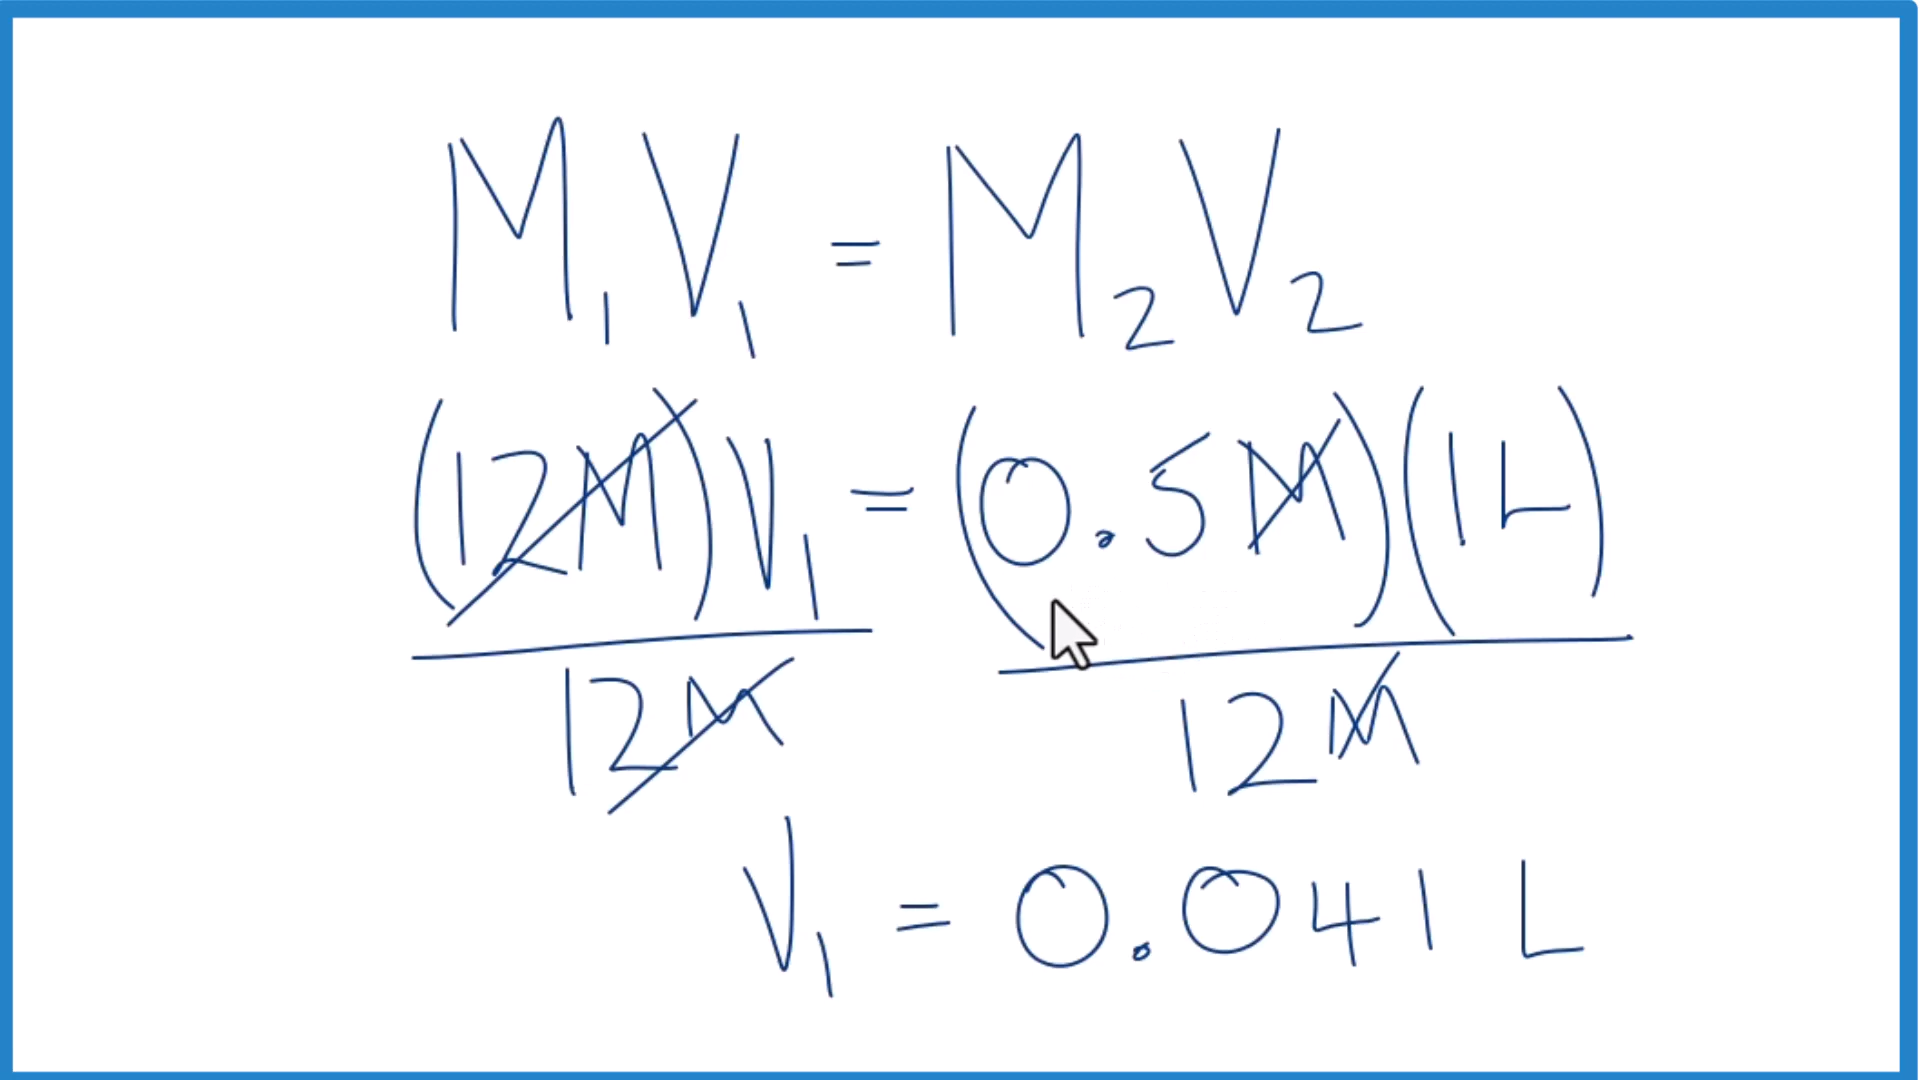 M₁V₁ = M₂V₂
(12M)V₁ = (0.5M)(1L)
12M 12M
V₁ = 0.041 L